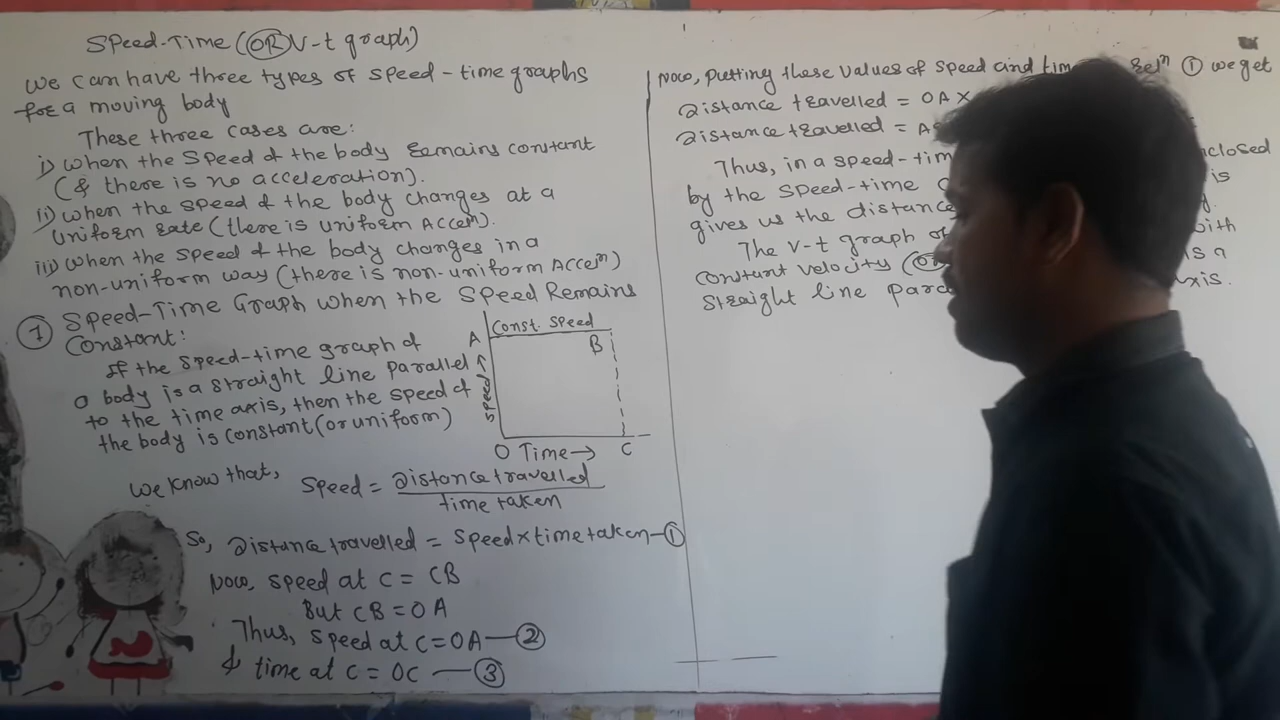 Speed-Time (OR) V-t graph)
We Can have three types of speed-time graphs
for a moving body
These three cases are:
i) when the speed of the body remains constant
(& there is no acceleration).
ii) when the speed of the body changes at a
uniform rate (there is uniform Acceⁿ).
iii) when the speed of the body changes in a
non-uniform way (there is non-uniform Acceⁿ)
① Speed-Time Graph when the speed Remains
Constant:
If the speed-time graph of
a body is a straight line parallel
to the time axis, then the speed of
the body is constant (or uniform)
A
Const. Speed
B
Speed →
O Time → C
We know that,
Speed = Distance travelled
time taken
So, Distance travelled = Speed x time taken - ①
Now, speed at C = CB
But CB = OA
Thus, speed at C = OA — ②
& time at C = OC — ③
Now, putting these values of speed and ① we get
Distance travelled = OA x
Distance travelled =
Thus, in a speed-
by the speed-time is
gives us the distance
The V-t graph with
constant velocity is a
straight line